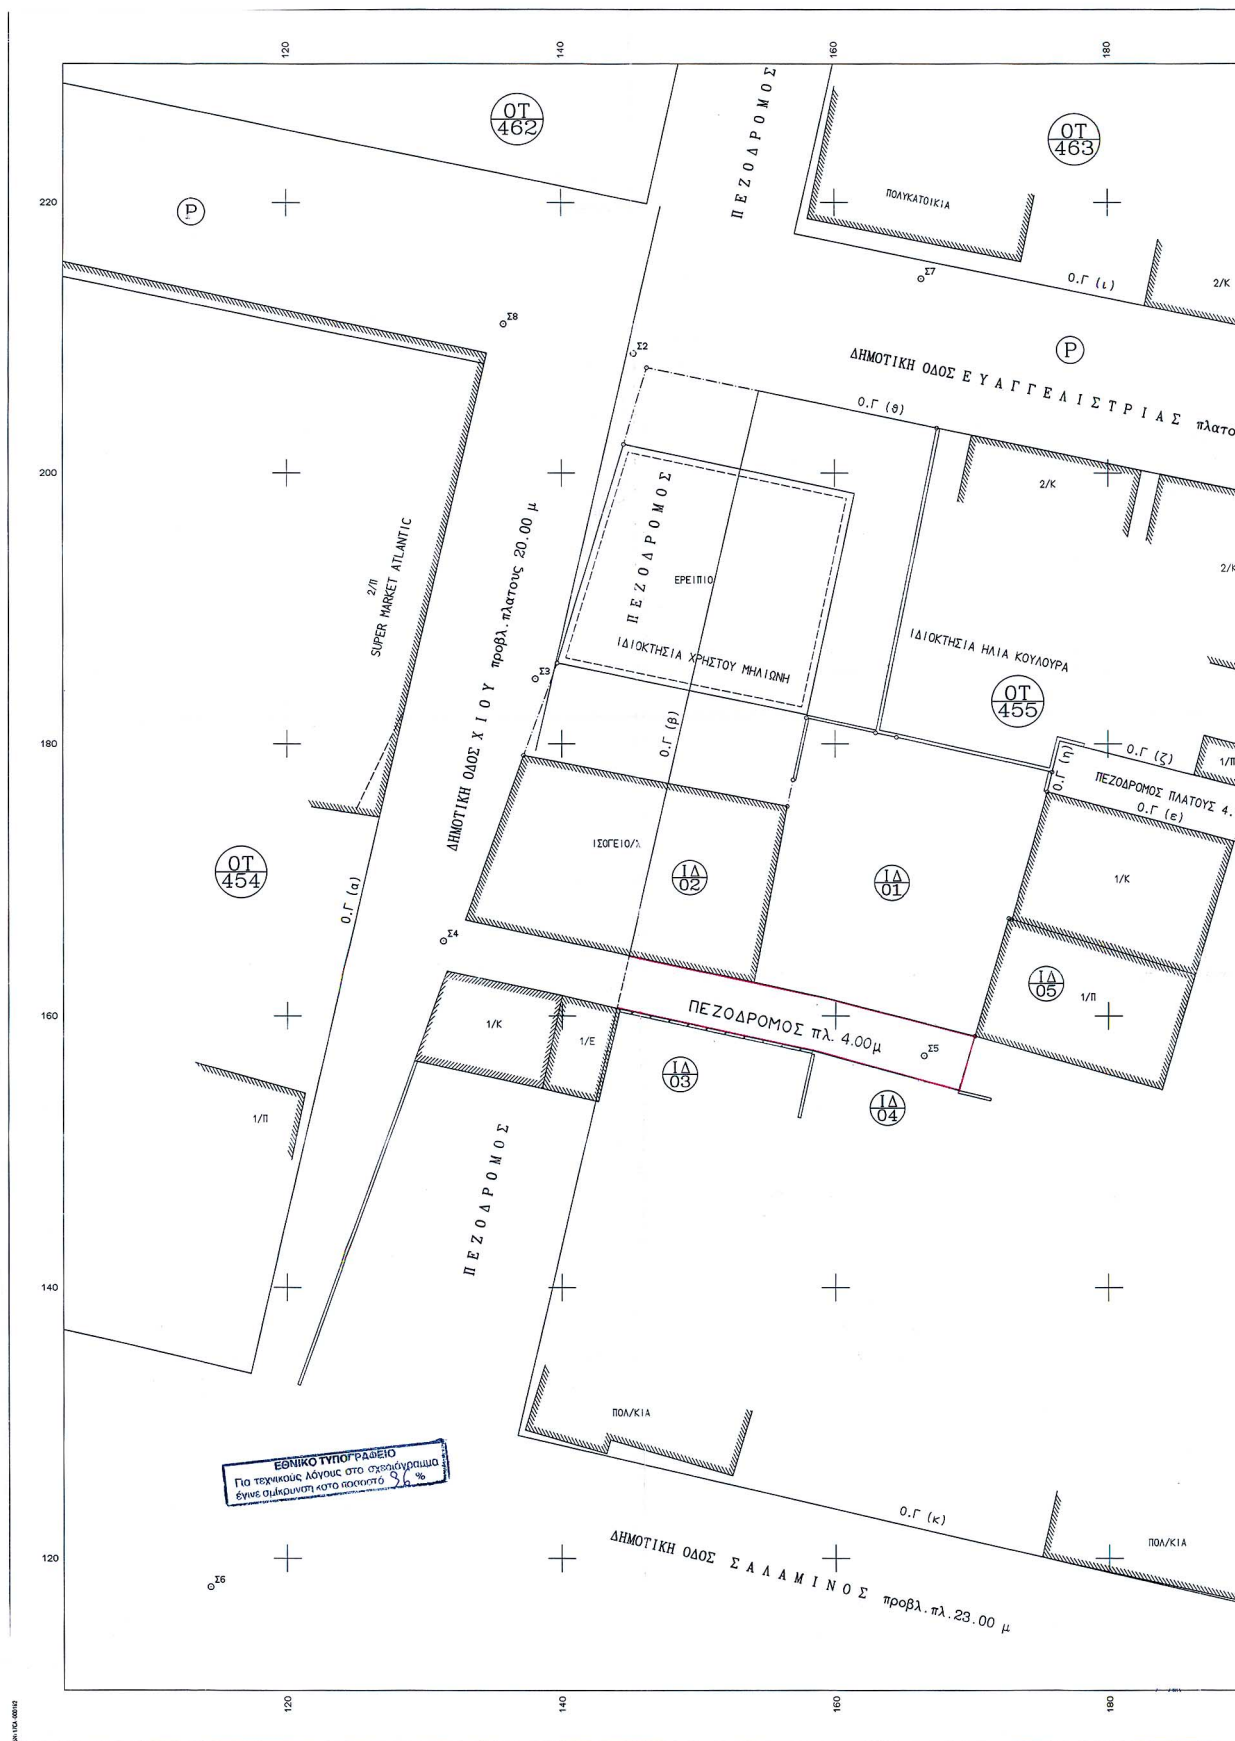 120
140
160
180
ΟΤ
462
ΠΕΖΟΔΡΟΜΟΣ
ΟΤ
463
ΠΟΛΥΚΑΤΟΙΚΙΑ
220
P
Σ7
Ο.Γ (ι)
2/Κ
Σ8
Σ2
P
ΔΗΜΟΤΙΚΗ ΟΔΟΣ ΕΥΑΓΓΕΛΙΣΤΡΙΑΣ πλατο
Ο.Γ (θ)
200
2/Κ
ΠΕΖΟΔΡΟΜΟΣ
2/Π
SUPER MARKET ATLANTIC
ΔΗΜΟΤΙΚΗ ΟΔΟΣ ΧΙΟΥ προβλ.πλατους 20.00 μ
ΕΡΕΙΠΙΟ
2/Κ
ΙΔΙΟΚΤΗΣΙΑ ΧΡΗΣΤΟΥ ΜΗΛΙΩΝΗ
ΙΔΙΟΚΤΗΣΙΑ ΗΛΙΑ ΚΟΥΛΟΥΡΑ
Σ3
ΟΤ
455
180
Ο.Γ (β)
Ο.Γ (η)
Ο.Γ (ζ)
1/Π
ΠΕΖΟΔΡΟΜΟΣ ΠΛΑΤΟΥΣ 4.
Ο.Γ (ε)
ΙΣΟΓΕΙΟ/λ
ΟΤ
454
Ο.Γ (α)
ΙΔ
02
ΙΔ
01
1/Κ
Σ4
ΙΔ
05
1/Π
160
1/Κ
1/Ε
ΠΕΖΟΔΡΟΜΟΣ πλ. 4.00μ
Σ5
ΙΔ
03
ΙΔ
04
1/Π
ΠΕΖΟΔΡΟΜΟΣ
140
ΠΟΛ/ΚΙΑ
ΕΘΝΙΚΟ ΤΥΠΟΓΡΑΦΕΙΟ
Για τεχνικούς λόγους στο σχεδιάγραμμα
έγινε σμίκρυνση κατα ποσοστό 86 %
Ο.Γ (κ)
ΠΟΛ/ΚΙΑ
120
ΔΗΜΟΤΙΚΗ ΟΔΟΣ ΣΑΛΑΜΙΝΟΣ προβλ.πλ.23.00 μ
Σ6
120
140
160
180